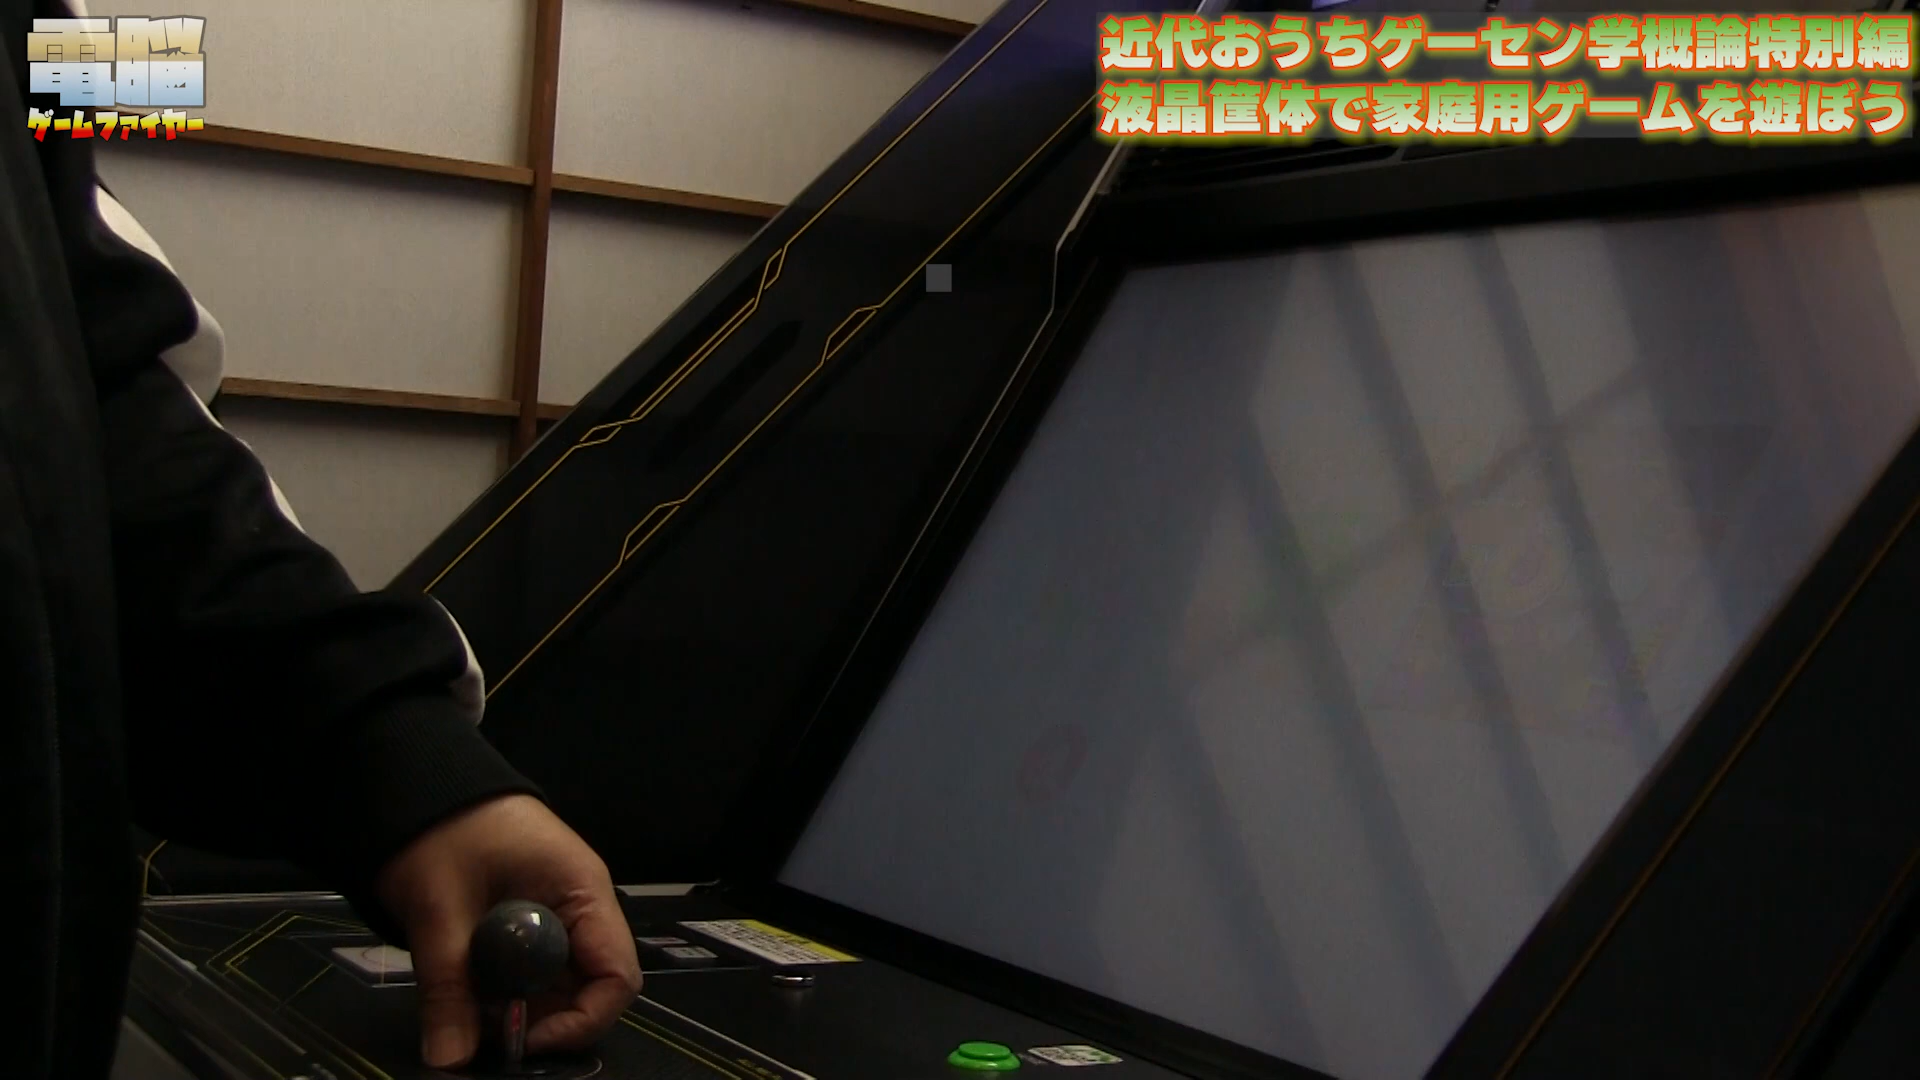 電脳
ゲームファイヤー
近代おうちゲーセン学概論特別編
液晶筐体で家庭用ゲームを遊ぼう